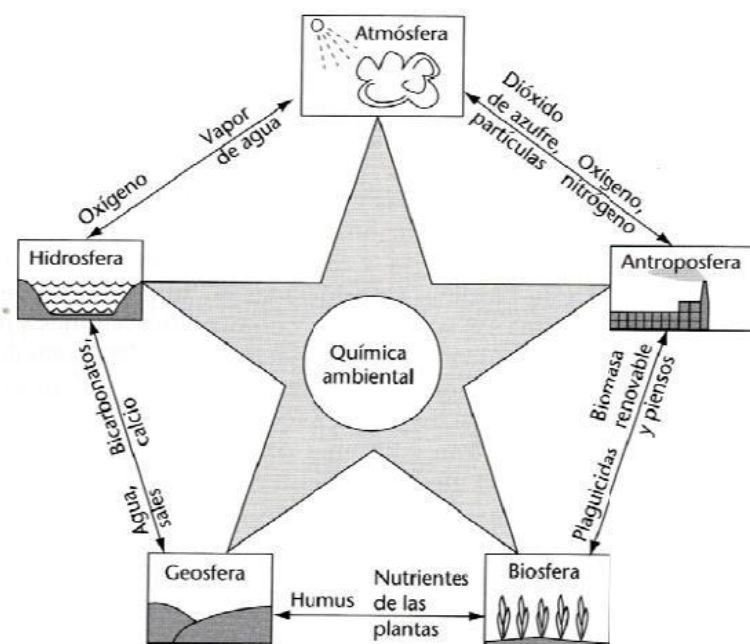 Atmósfera
Vapor
de agua
Oxígeno
Dióxido
de azufre,
partículas
Oxígeno,
nitrógeno
Hidrosfera
Antroposfera
Química
ambiental
Bicarbonatos,
calcio
Agua,
sales
Biomasa
renovable
y piensos
Plaguicidas
Geosfera
Humus
Nutrientes
de las
plantas
Biosfera